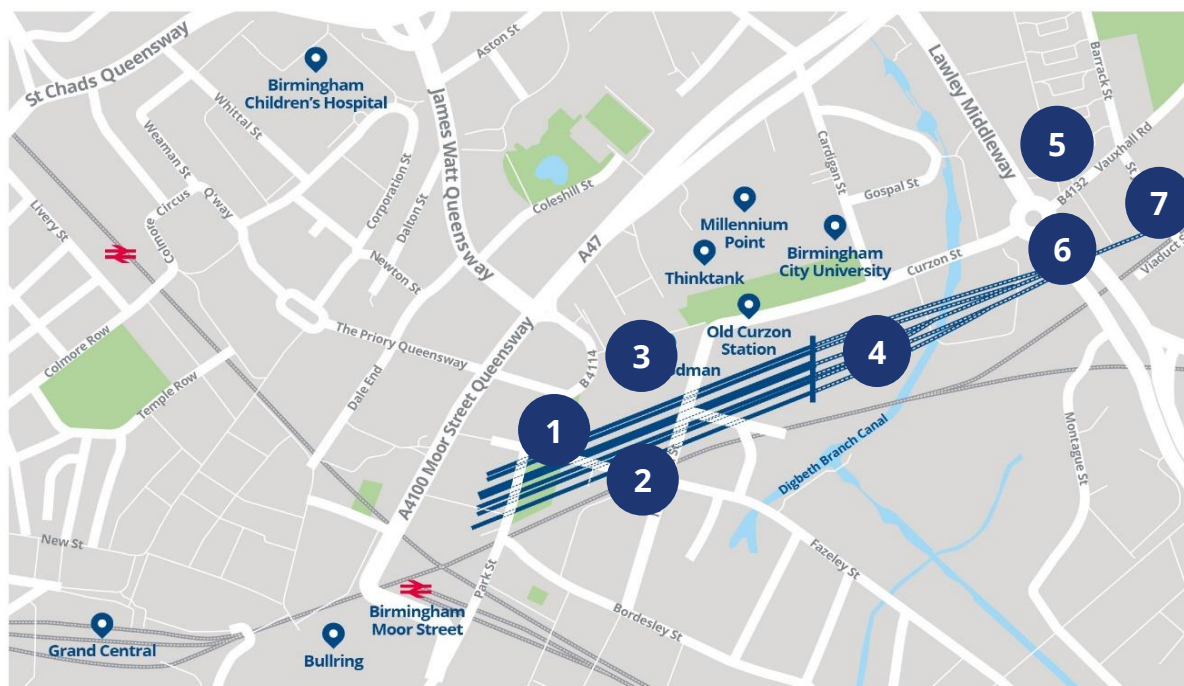 St Chads Queensway
Birmingham
Children's Hospital
Whittal St
Weaman St
Livery St
Colmore
Circus
Q'way
Corporation St
Dalton St
Newton St
James Watt Queensway
Aston St
Coleshill St
A47
Lawley Middleway
Barrack St
Cardigan St
Gospal St
5
Vauxhall Rd
B4132
7
Viaduct St
6
Millennium
Point
Thinktank
Birmingham
City University
Curzon St
Old Curzon
Station
4
3
dman
B4114
The Priory Queensway
Colmore Row
Temple Row
Dale End
A4100 Moor Street Queensway
1
2
St
Digbeth Branch Canal
Montague St
Fazeley St
New St
Park St
Bordesley St
Birmingham
Moor Street
Grand Central
Bullring